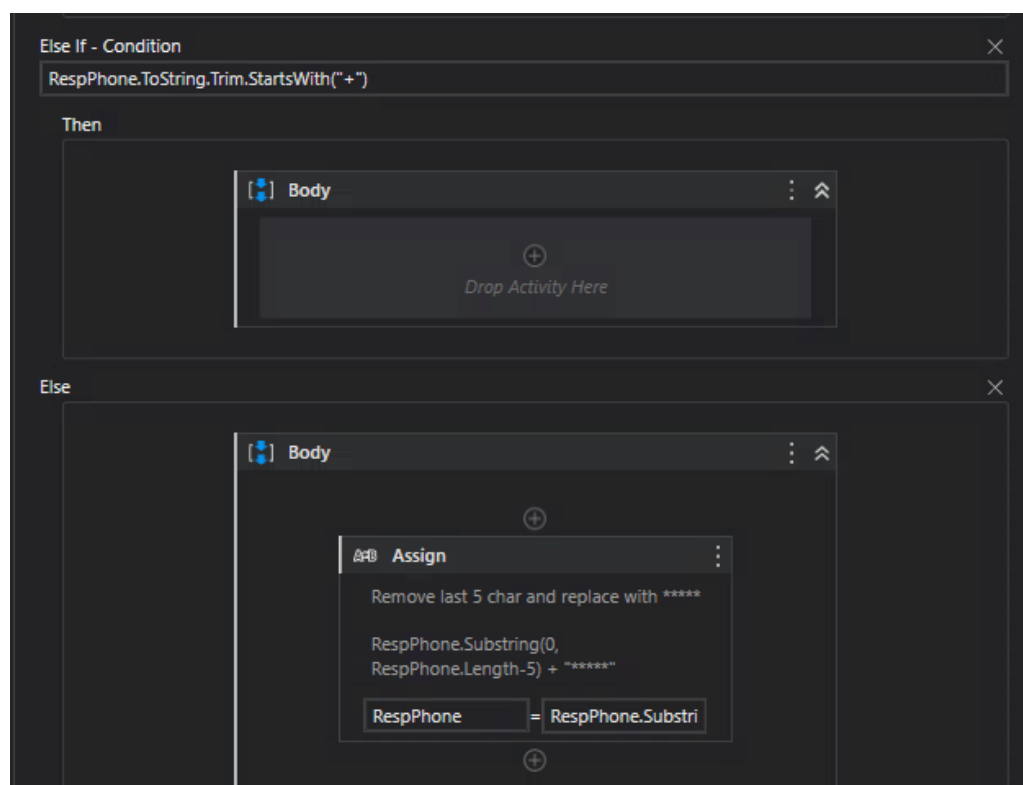 Else If - Condition
RespPhone.ToString.Trim.StartsWith("+")
Then
Body
Drop Activity Here
Else
Body
Assign
Remove last 5 char and replace with *****
RespPhone.Substring(0,
RespPhone.Length-5) + "*****"
RespPhone = RespPhone.Substri